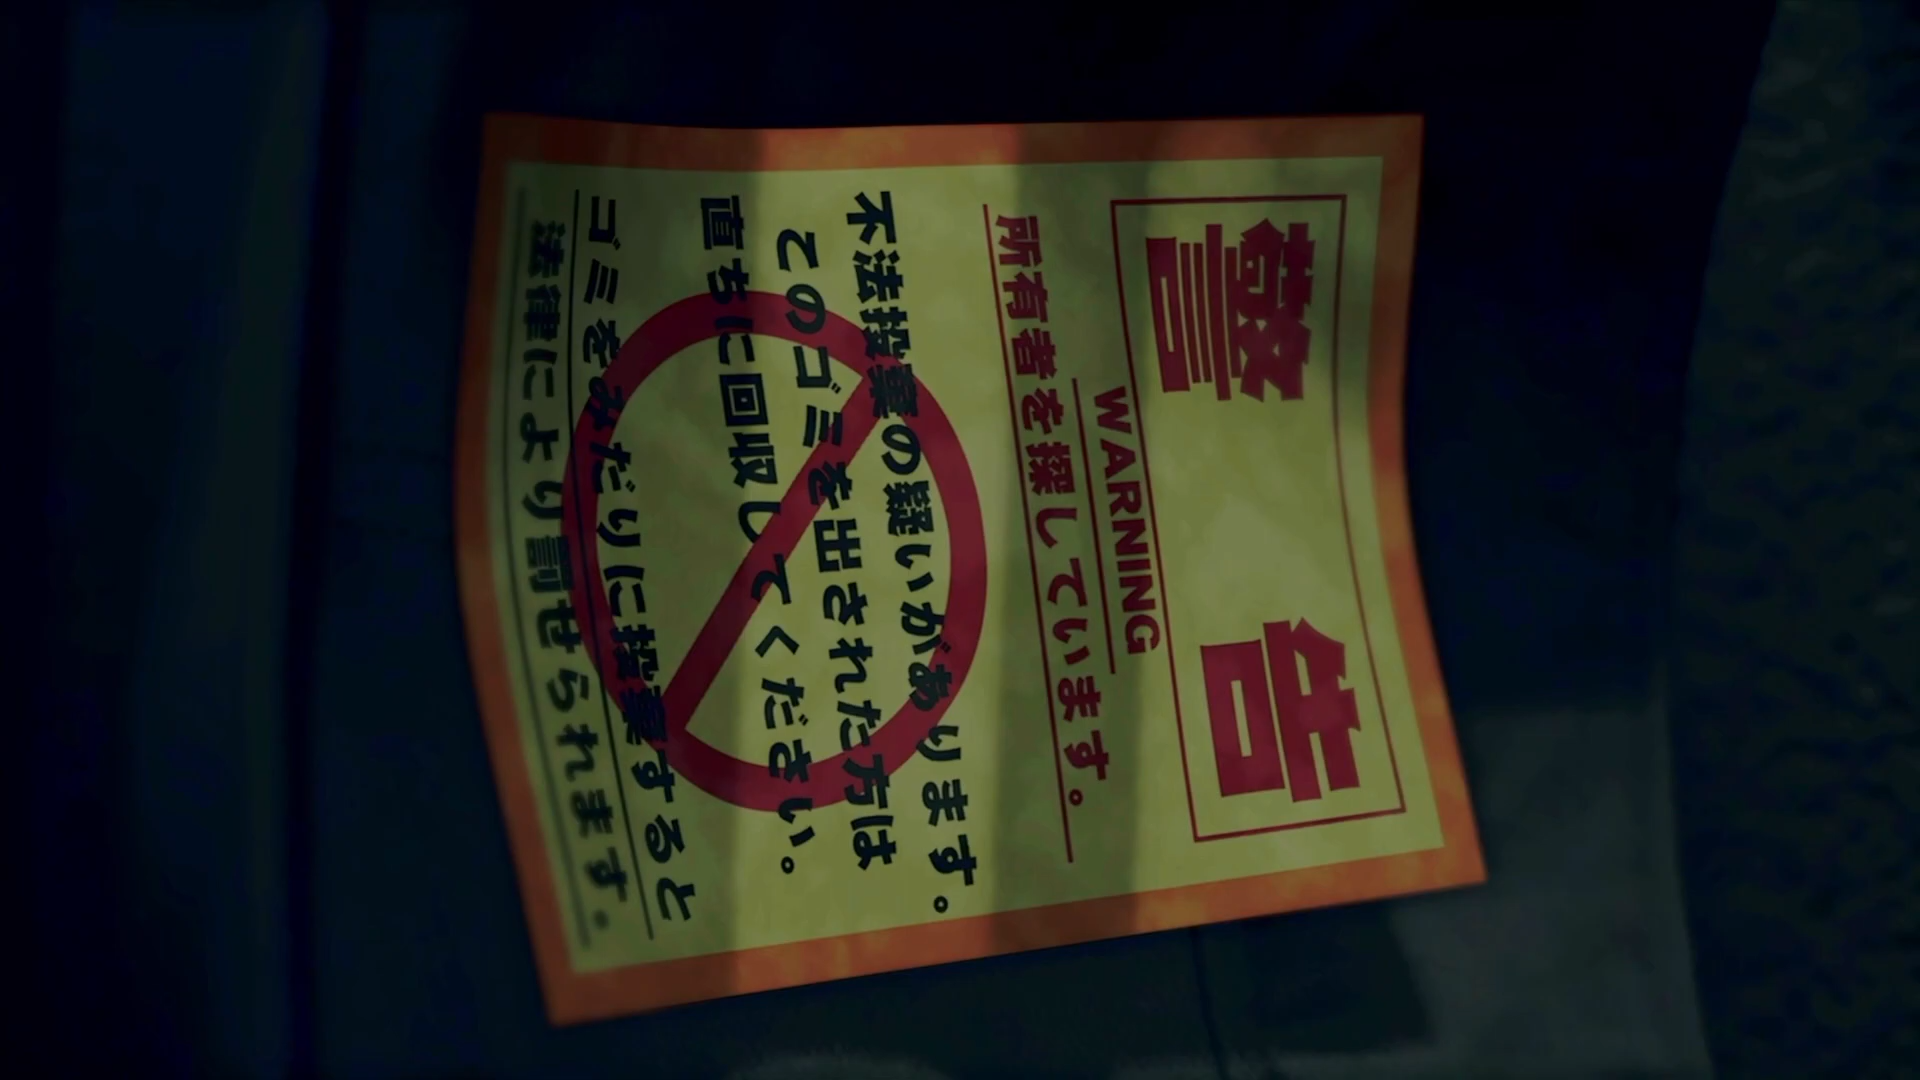 警告
WARNING
所有者を探しています。
不法投棄の疑いがあります。
このゴミを出された方は
直ちに回収してください。
ゴミをみだりに投棄すると
法律により罰せられます。